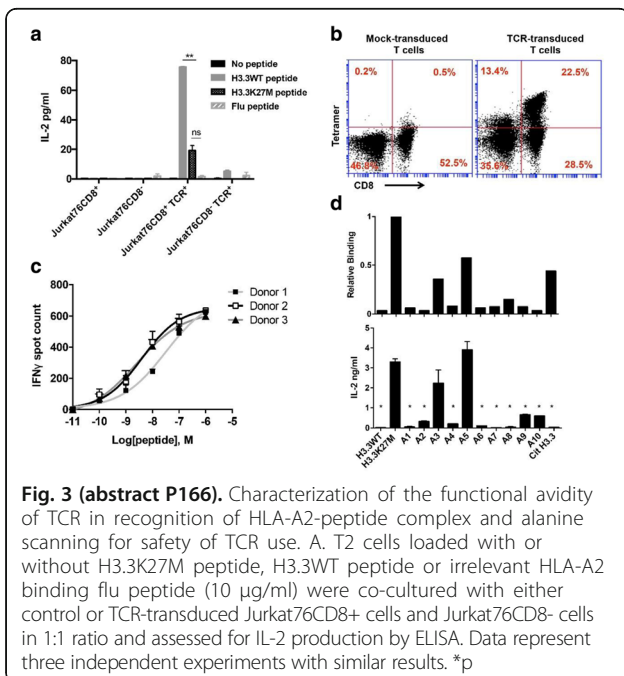 a
IL-2 pg/ml
80
60
40
20
0
**
ns
No peptide
H3.3WT peptide
H3.3K27M peptide
Flu peptide
Jurkat76CD8+
Jurkat76CD8-
Jurkat76CD8+ TCR+
Jurkat76CD8- TCR+
b
Mock-transduced
T cells
TCR-transduced
T cells
0.2%
0.5%
13.4%
22.5%
52.5%
35.6%
28.5%
Tetramer
CD8
c
IFNγ spot count
800
600
400
200
0
Donor 1
Donor 2
Donor 3
-11
-10
-9
-8
-7
-6
-5
Log[peptide], M
d
Relative Binding
1
0.5
0
IL-2 ng/ml
5
4
3
2
1
0
* * * * * * * * * *
H3.3WT
H3.3K27M
A1
A2
A3
A4
A5
A6
A7
A8
A9
A10
Cit H3.3
Fig. 3 (abstract P166). Characterization of the functional avidity
of TCR in recognition of HLA-A2-peptide complex and alanine
scanning for safety of TCR use. A. T2 cells loaded with or
without H3.3K27M peptide, H3.3WT peptide or irrelevant HLA-A2
binding flu peptide (10 μg/ml) were co-cultured with either
control or TCR-transduced Jurkat76CD8+ cells and Jurkat76CD8- cells
in 1:1 ratio and assessed for IL-2 production by ELISA. Data represent
three independent experiments with similar results. *p